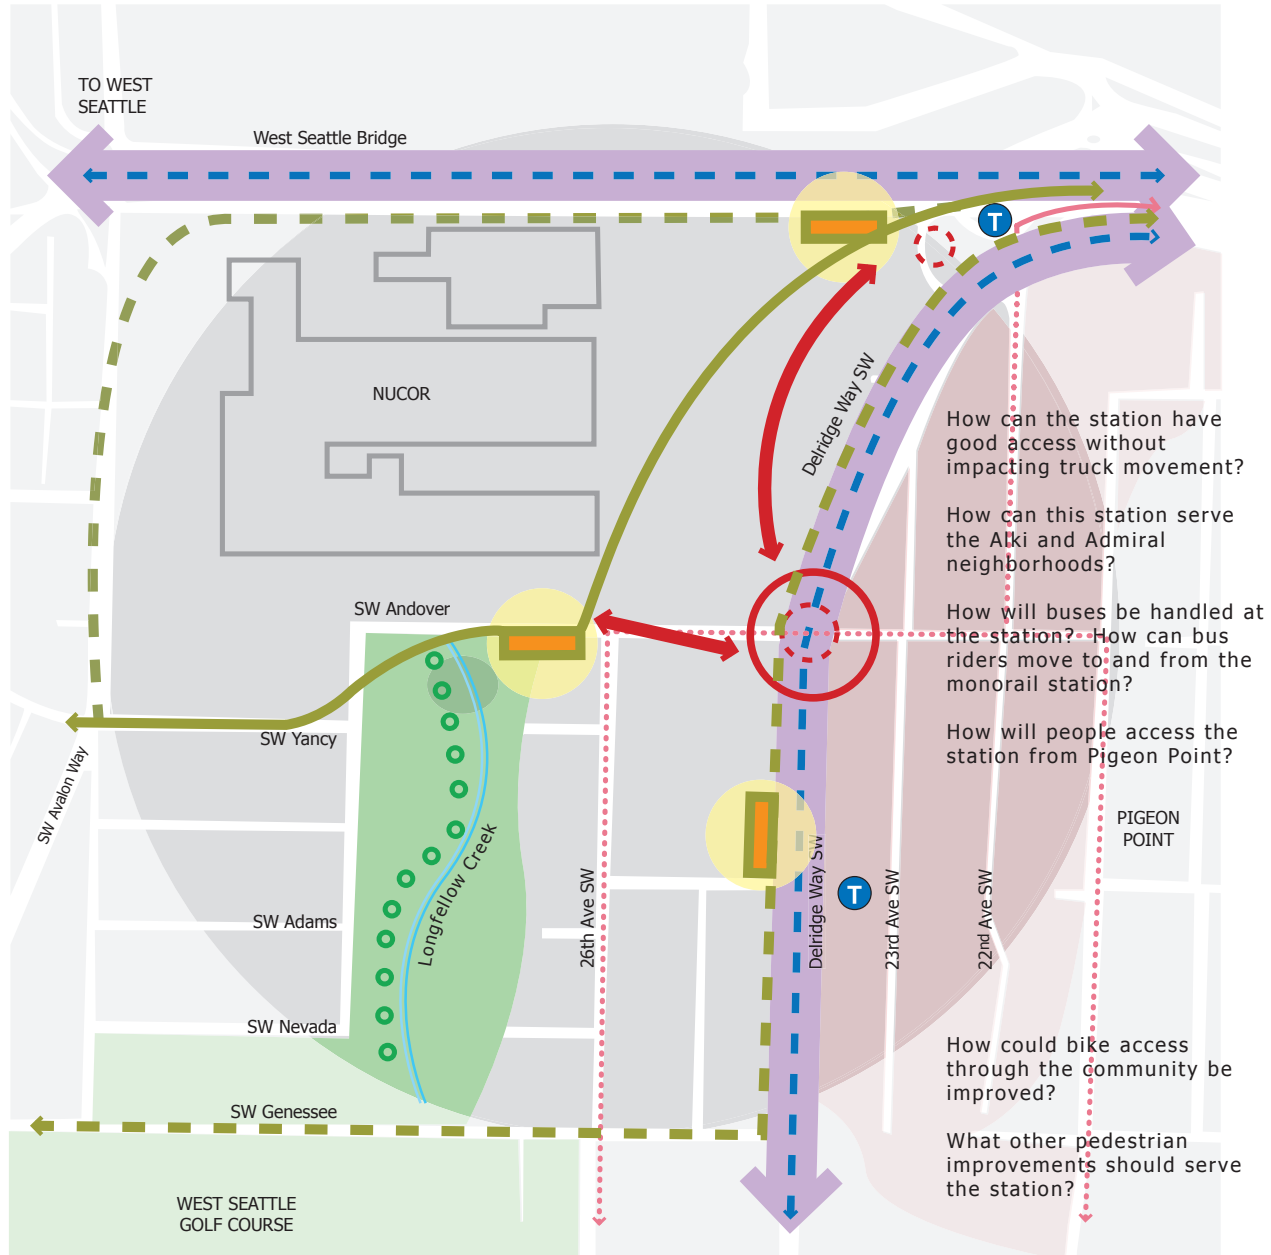 TO WEST
SEATTLE
West Seattle Bridge
T
NUCOR
Delridge Way SW
How can the station have
good access without
impacting truck movement?
How can this station serve
the Alki and Admiral
neighborhoods?
How will buses be handled at
the station?  How can bus
riders move to and from the
monorail station?
How will people access the
station from Pigeon Point?
SW Andover
SW Yancy
SW Avalon Way
PIGEON
POINT
Longfellow Creek
26th Ave SW
Delridge Way SW
T
23rd Ave SW
22nd Ave SW
SW Adams
SW Nevada
How could bike access
through the community be
improved?
SW Genessee
What other pedestrian
improvements should serve
the station?
WEST SEATTLE
GOLF COURSE